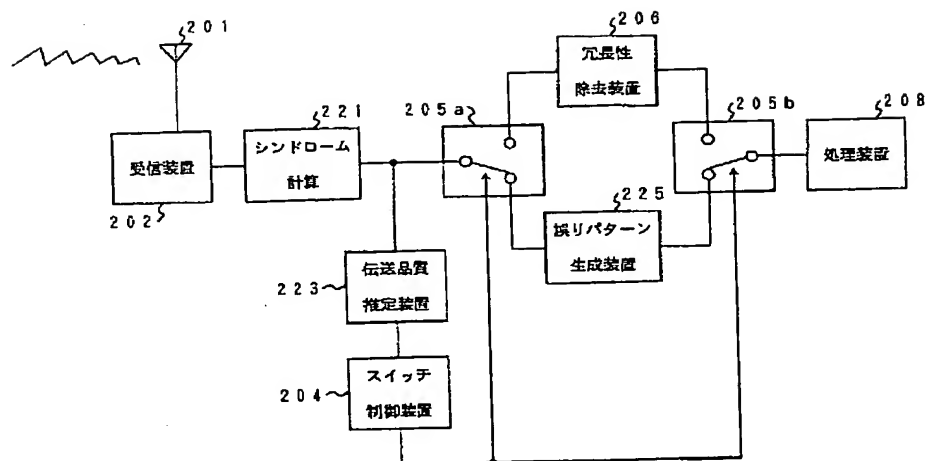 201
206
冗長性
除去装置
205a
205b
208
221
シンドローム
計算
受信装置
処理装置
202
225
誤りパターン
生成装置
伝送品質
推定装置
223
スイッチ
制御装置
204